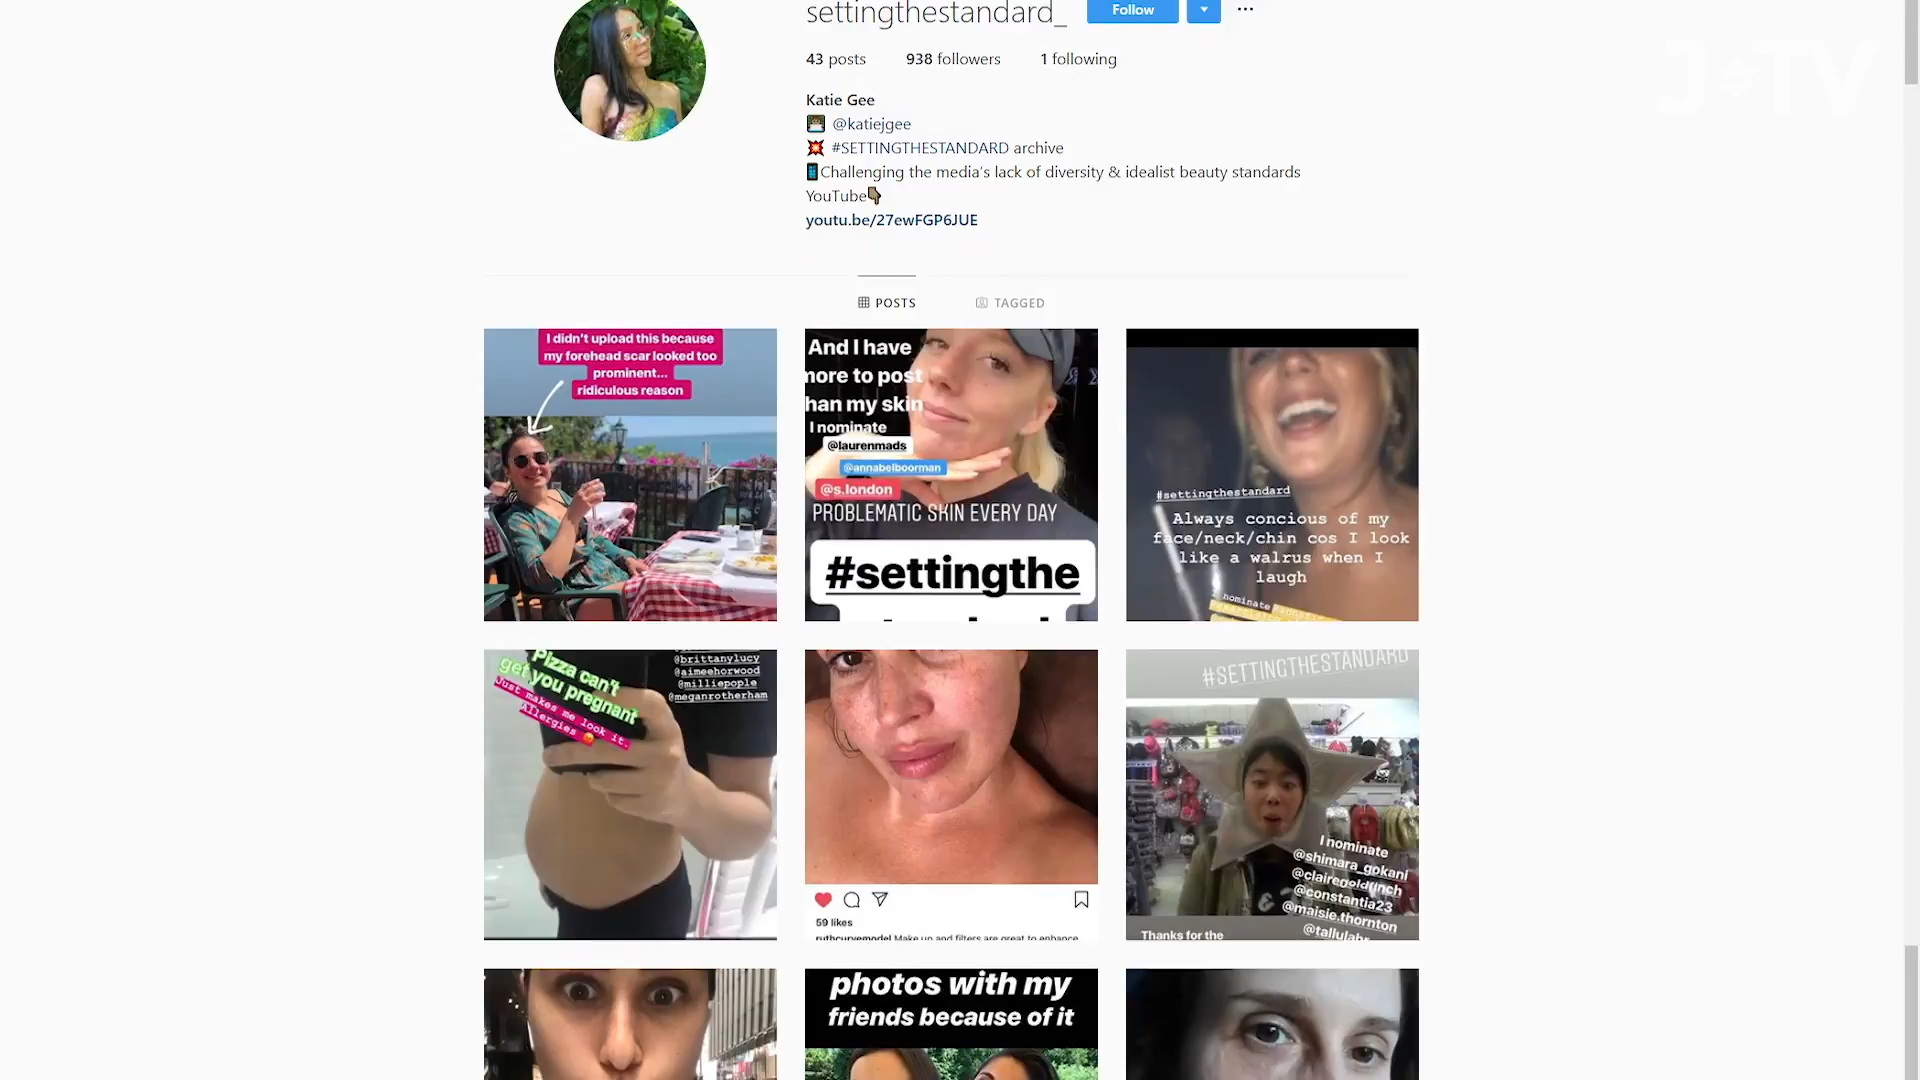 settingthestandard_
Follow
43 posts
938 followers
1 following
Katie Gee
@katiejgee
#SETTINGTHESTANDARD archive
Challenging the media's lack of diversity & idealist beauty standards
YouTube
youtu.be/27ewFGP6JUE
J TV
POSTS
TAGGED
I didn't upload this because
my forehead scar looked too
prominent...
ridiculous reason
And I have
more to post
than my skin
I nominate
@laurenmads
@annabelboorman
@s.london
PROBLEMATIC SKIN EVERY DAY
#settingthe
#settingthestandard
Always concious of my
face/neck/chin cos I look
like a walrus when I
laugh
I nominate
Pizza can't
get you pregnant
Just makes me look it.
Allergies
@brittanylucy
@aimeehorwood
@milliepople
@meganrotherham
59 likes
ruthcurvemodel Make up and filters are great to enhance
#SETTINGTHESTANDARD
I nominate
@shimara_gokani
@clairegoldfinch
@constantia23
@maisie.thornton
@tallulahr
Thanks for the
photos with my
friends because of it